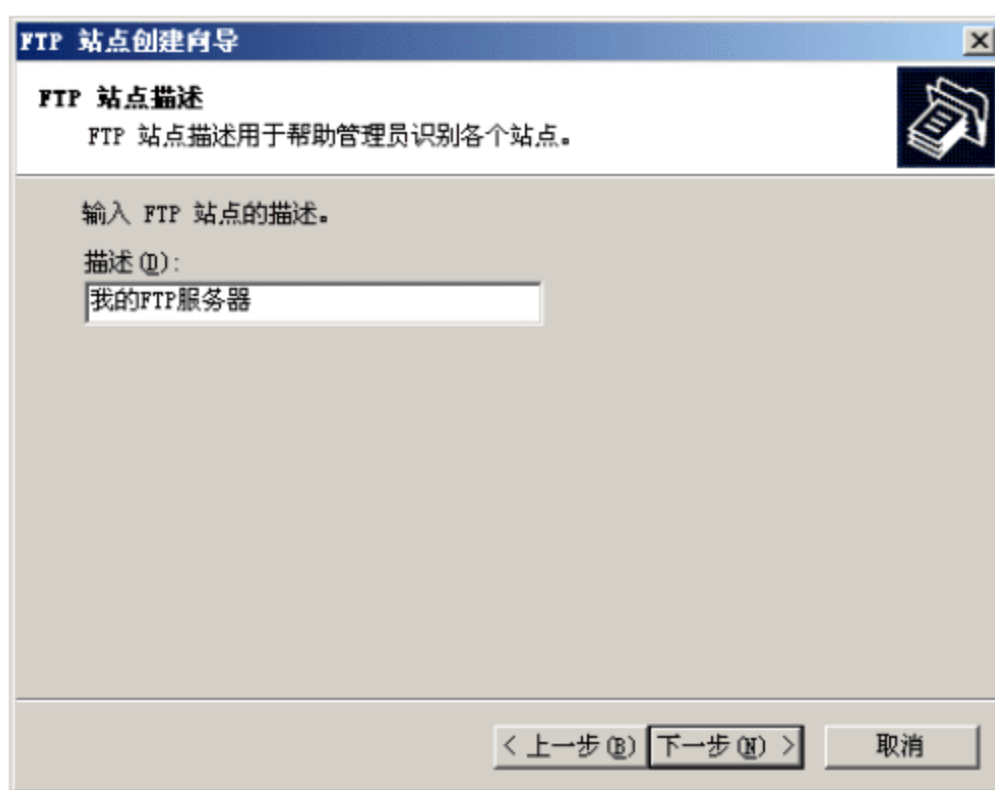 FTP 站点创建向导
FTP 站点描述
FTP 站点描述用于帮助管理员识别各个站点。
输入 FTP 站点的描述。
描述(D):
我的FTP服务器
< 上一步(B) 下一步(N) > 取消